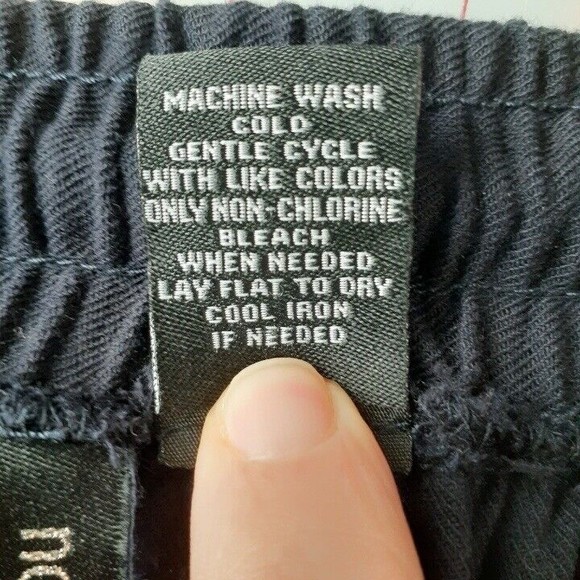 MACHINE WASH
COLD
GENTLE CYCLE
WITH LIKE COLORS
ONLY NON-CHLORINE
BLEACH
WHEN NEEDED
LAY FLAT TO DRY
COOL IRON
IF NEEDED